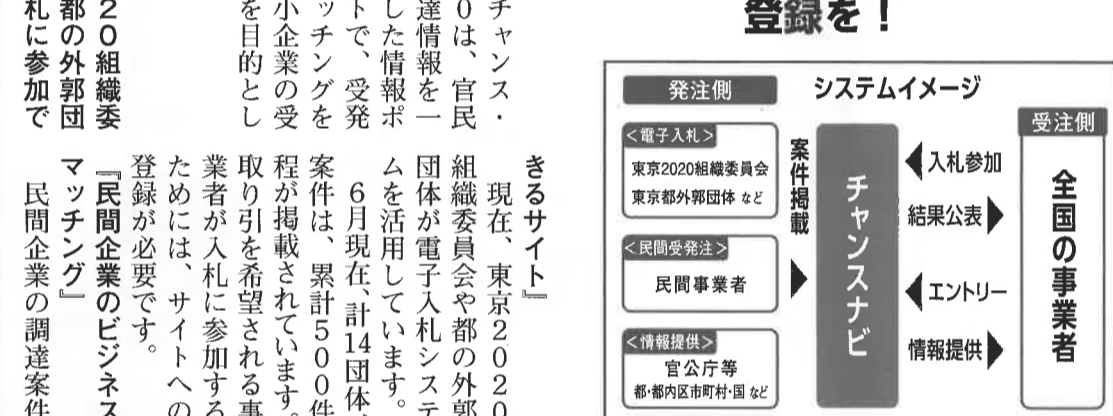 登録を！
システムイメージ
発注側
＜電子入札＞
東京2020組織委員会
東京都外郭団体 など
＜民間受発注＞
民間事業者
＜情報提供＞
官公庁等
都・都内区市町村・国 など
案件掲載
チャンスナビ
入札参加
結果公表
エントリー
情報提供
受注側
全国の事業者
チャンス・
0は、官民
達情報を一
した情報ポ
トで、受発
ッチングを
小企業の受
を目的とし
20組織委
都の外郭団
札に参加で
きるサイト』
現在、東京2020
組織委員会や都の外郭
団体が電子入札システ
ムを活用しています。
6月現在、計14団体、
案件は、累計500件
程が掲載されています。
取り引を希望される事
業者が入札に参加する
ためには、サイトへの
登録が必要です。
『民間企業のビジネス
マッチング』
民間企業の調達案件